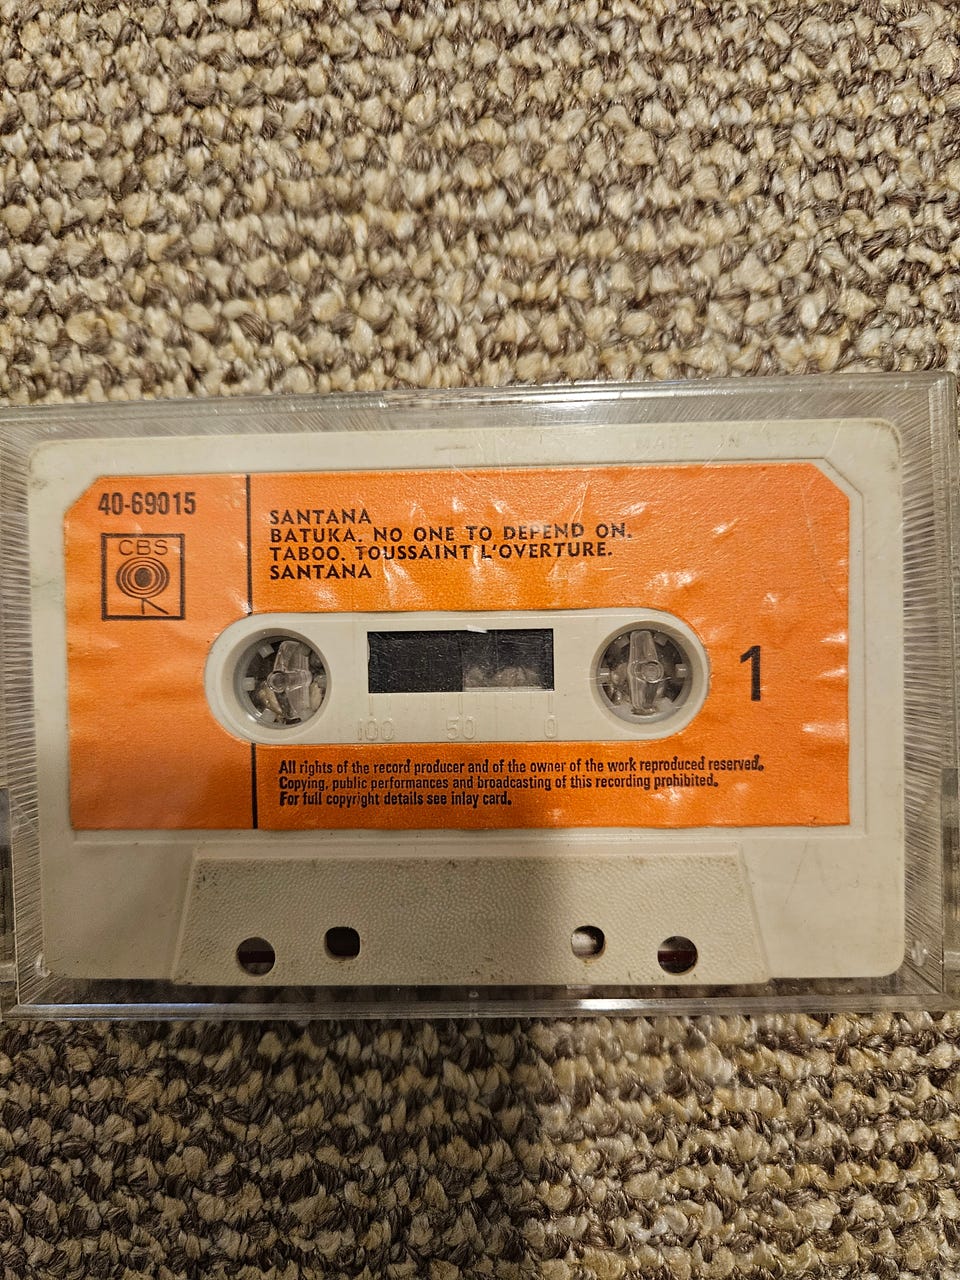 MADE IN U.S.A
40-69015
CBS
SANTANA
BATUKA. NO ONE TO DEPEND ON.
TABOO. TOUSSAINT L'OVERTURE.
SANTANA
1
100 50 0
All rights of the record producer and of the owner of the work reproduced reserved.
Copying, public performances and broadcasting of this recording prohibited.
For full copyright details see inlay card.